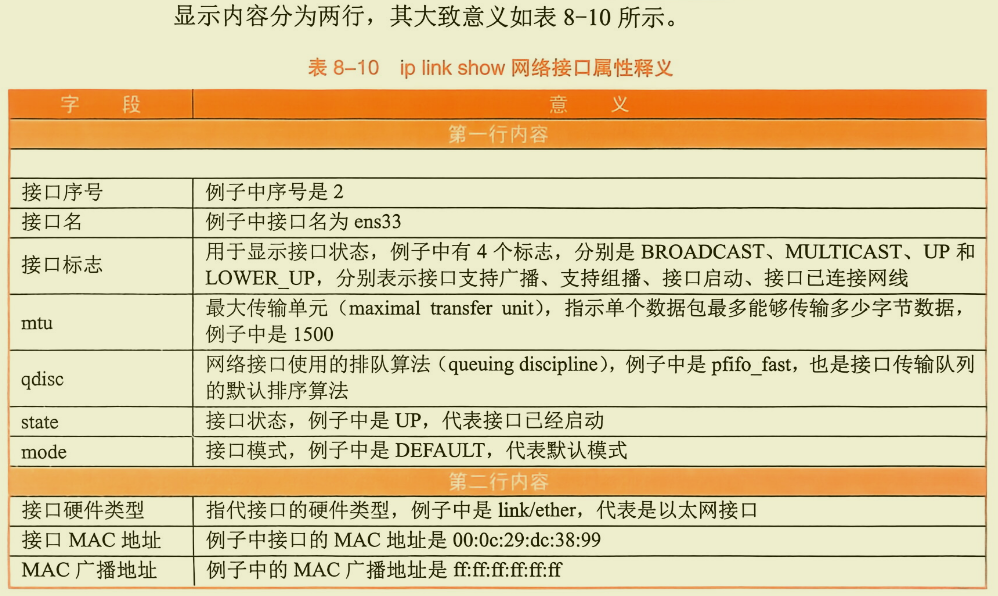 显示内容分为两行，其大致意义如表 8-10 所示。
表 8-10 ip link show 网络接口属性释义
字 段 意 义
第一行内容
接口序号 例子中序号是 2
接口名 例子中接口名为 ens33
接口标志 用于显示接口状态，例子中有 4 个标志，分别是 BROADCAST、MULTICAST、UP 和
LOWER_UP，分别表示接口支持广播、支持组播、接口启动、接口已连接网线
mtu 最大传输单元（maximal transfer unit），指示单个数据包最多能够传输多少字节数据，
例子中是 1500
qdisc 网络接口使用的排队算法（queuing discipline），例子中是 pfifo_fast，也是接口传输队列
的默认排序算法
state 接口状态，例子中是 UP，代表接口已经启动
mode 接口模式，例子中是 DEFAULT，代表默认模式
第二行内容
接口硬件类型 指代接口的硬件类型，例子中是 link/ether，代表是以太网接口
接口 MAC 地址 例子中接口的 MAC 地址是 00:0c:29:dc:38:99
MAC 广播地址 例子中的 MAC 广播地址是 ff:ff:ff:ff:ff:ff